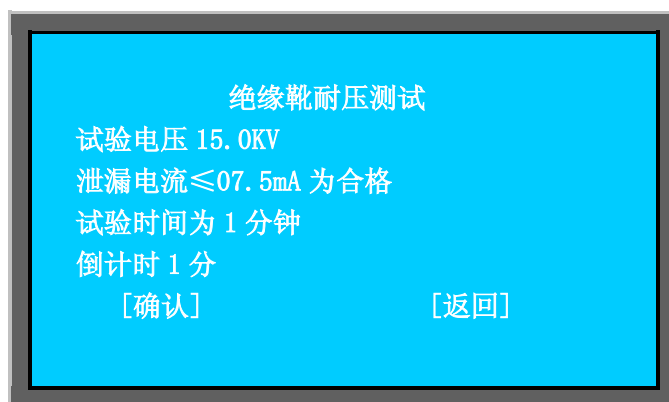 绝缘靴耐压测试
试验电压 15.0KV
泄漏电流≤07.5mA 为合格
试验时间为 1 分钟
倒计时 1 分
[确认] [返回]